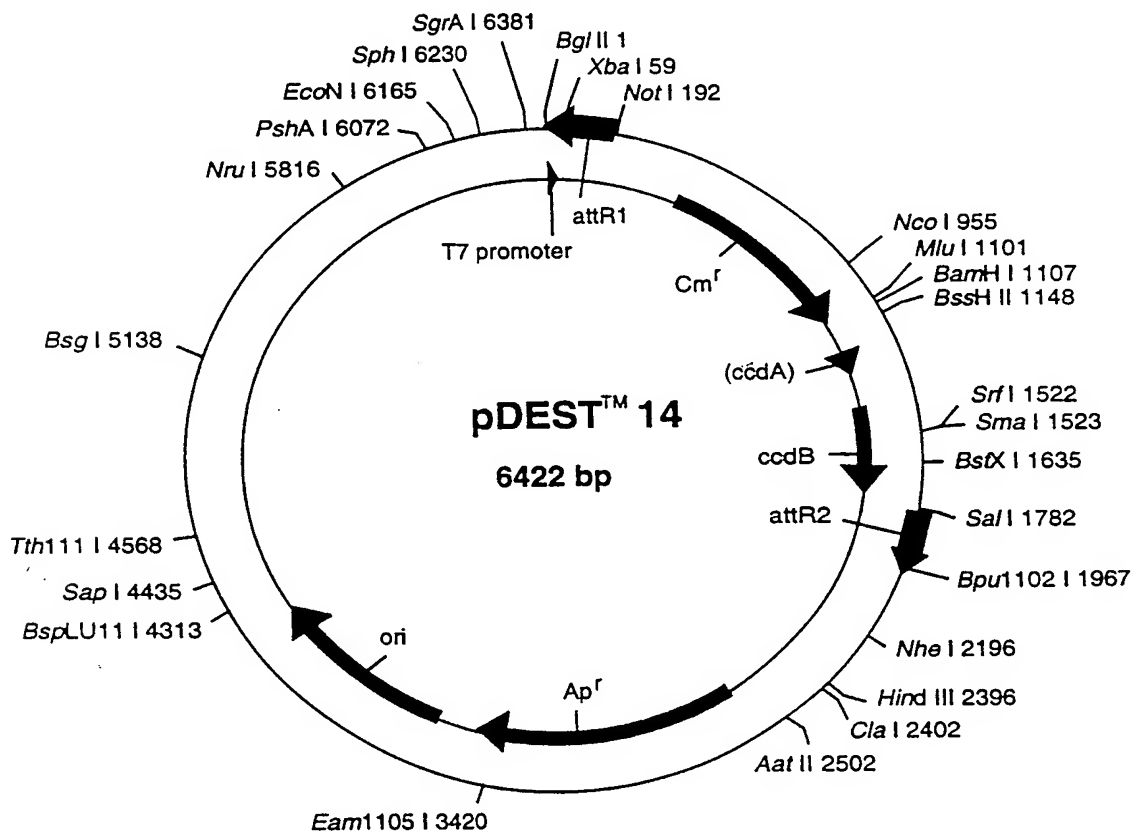 SgrA I 6381
Sph I 6230
EcoN I 6165
PshA I 6072
Nru I 5816
Bgl II 1
Xba I 59
Not I 192
attR1
T7 promoter
Cmr
Nco I 955
Mlu I 1101
BamH I 1107
BssH II 1148
Bsg I 5138
(ccdA)
pDEST™ 14
6422 bp
Srf I 1522
Sma I 1523
ccdB
BstX I 1635
attR2
Sal I 1782
Bpu1102 I 1967
Tth111 I 4568
Sap I 4435
BspLU11 I 4313
ori
Apr
Nhe I 2196
Hind III 2396
Cla I 2402
Aat II 2502
Eam1105 I 3420